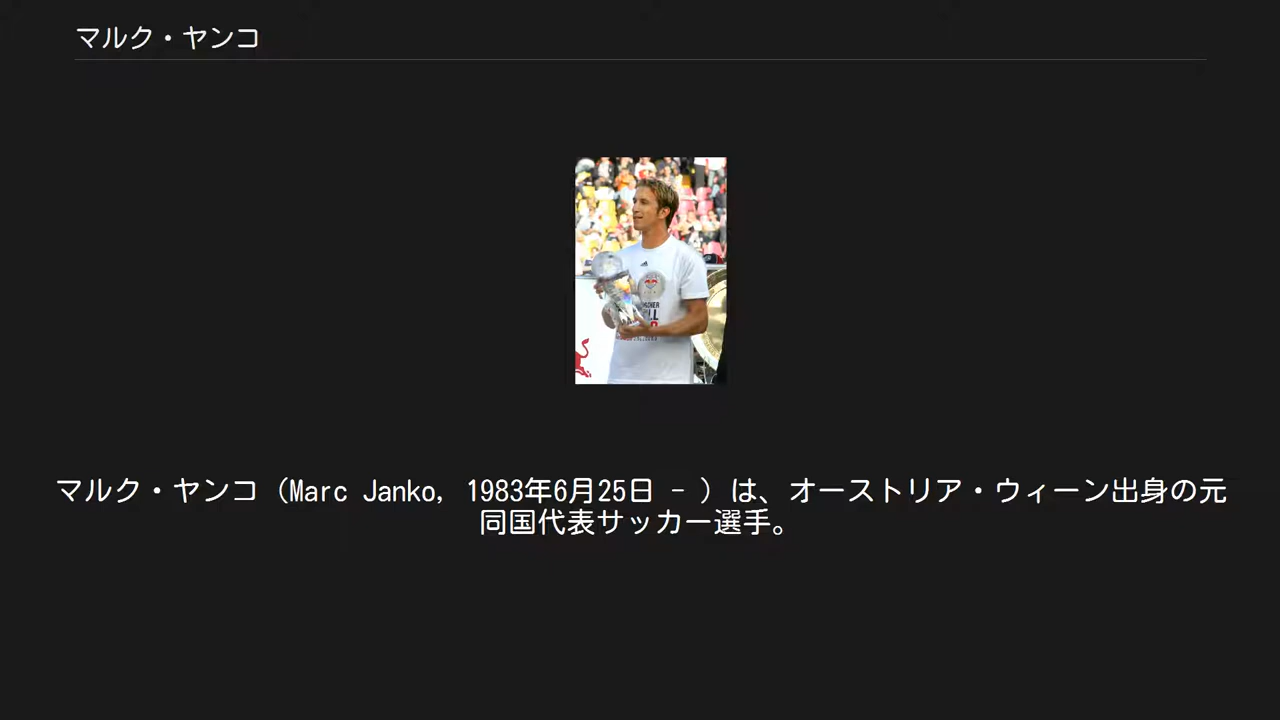 マルク・ヤンコ
マルク・ヤンコ（Marc Janko, 1983年6月25日 - ）は、オーストリア・ウィーン出身の元
同国代表サッカー選手。